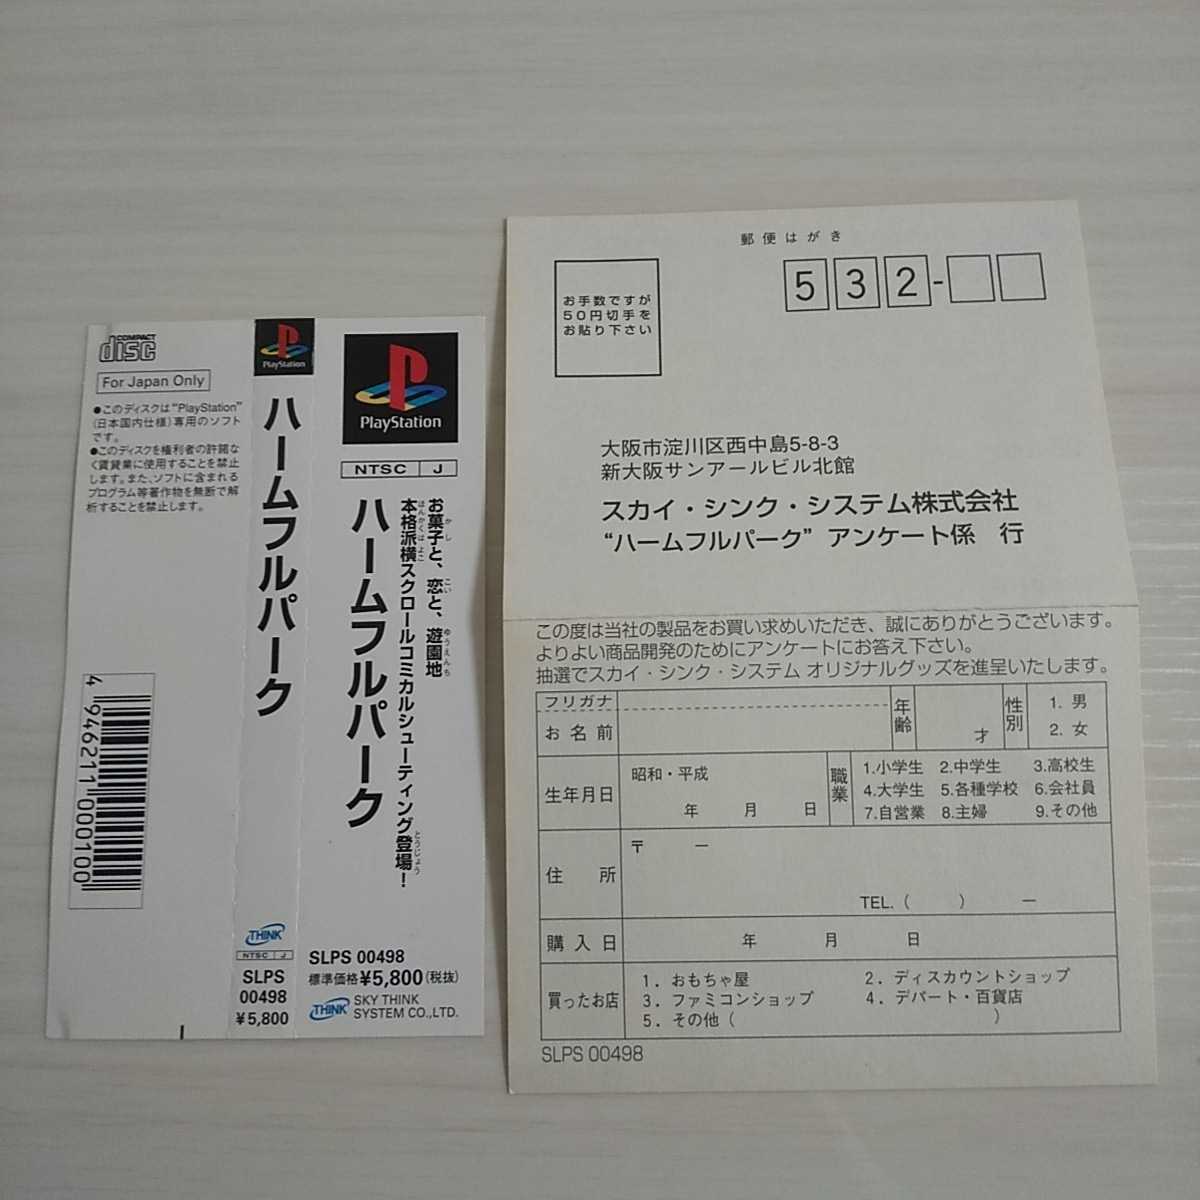 COMPACT
disc
For Japan Only
●このディスクは"PlayStation"
(日本国内仕様)専用のソフト
です。
●このディスクを権利者の許諾な
く賃貸業に使用することを禁止
します。また、ソフトに含まれる
プログラム等著作物を無断で解
析することを禁止します。
4946211000100
PlayStation
ハームフルパーク
THINK
NTSC J
SLPS
00498
¥5,800
PlayStation
NTSC J
お菓子と、恋と、遊園地
かし こい ゆうえんち
本格派横スクロールコミカルシューティング登場!
ほんかくは よこ とうじょう
ハームフルパーク
SLPS 00498
標準価格¥5,800(税抜)
THINK
SKY THINK
SYSTEM CO.,LTD.
郵便はがき
お手数ですが
50円切手を
お貼り下さい
532-
大阪市淀川区西中島5-8-3
新大阪サンアールビル北館
スカイ・シンク・システム株式会社
“ハームフルパーク” アンケート係 行
この度は当社の製品をお買い求めいただき、誠にありがとうございます。
よりよい商品開発のためにアンケートにお答え下さい。
抽選でスカイ・シンク・システム オリジナルグッズを進呈いたします。
フリガナ
お名前
年齢
才
性別
1. 男
2. 女
生年月日
昭和・平成
年 月 日
職業
1.小学生 2.中学生 3.高校生
4.大学生 5.各種学校 6.会社員
7.自営業 8.主婦 9.その他
住 所
〒 ー
TEL. ( ) ー
購入日
年 月 日
買ったお店
1. おもちゃ屋 2. ディスカウントショップ
3. ファミコンショップ 4. デパート・百貨店
5. その他 ( )
SLPS 00498